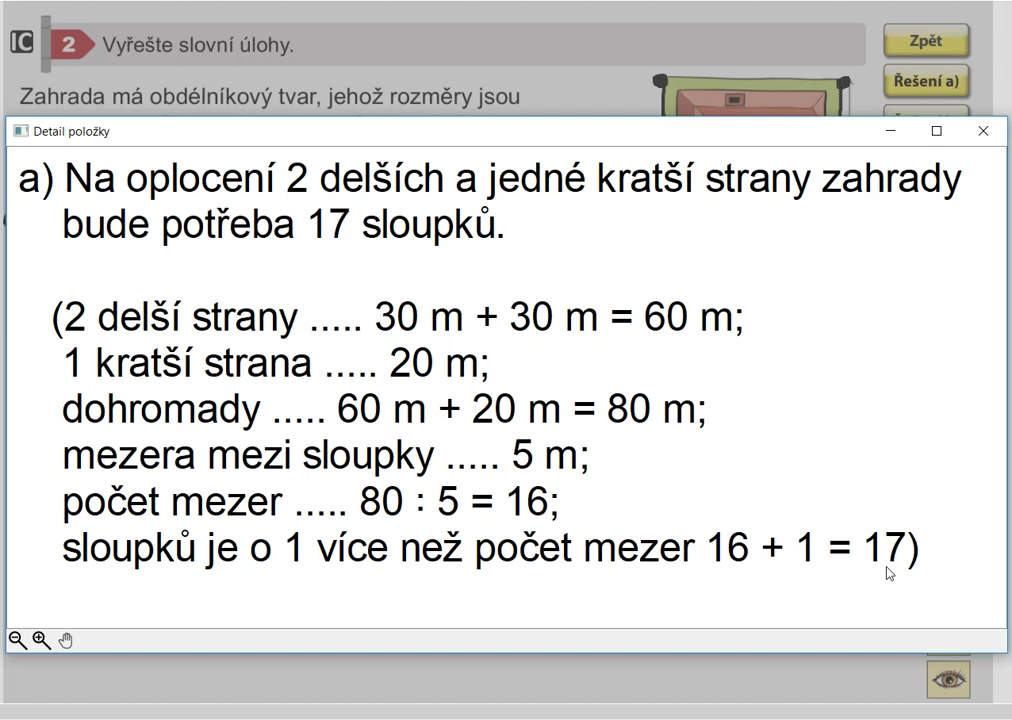 2 Vyřešte slovní úlohy.
Zpět
Řešení a)
Zahrada má obdélníkový tvar, jehož rozměry jsou
Detail položky
a) Na oplocení 2 delších a jedné kratší strany zahrady
bude potřeba 17 sloupků.
(2 delší strany ..... 30 m + 30 m = 60 m;
1 kratší strana ..... 20 m;
dohromady ..... 60 m + 20 m = 80 m;
mezera mezi sloupky ..... 5 m;
počet mezer ..... 80 : 5 = 16;
sloupků je o 1 více než počet mezer 16 + 1 = 17)